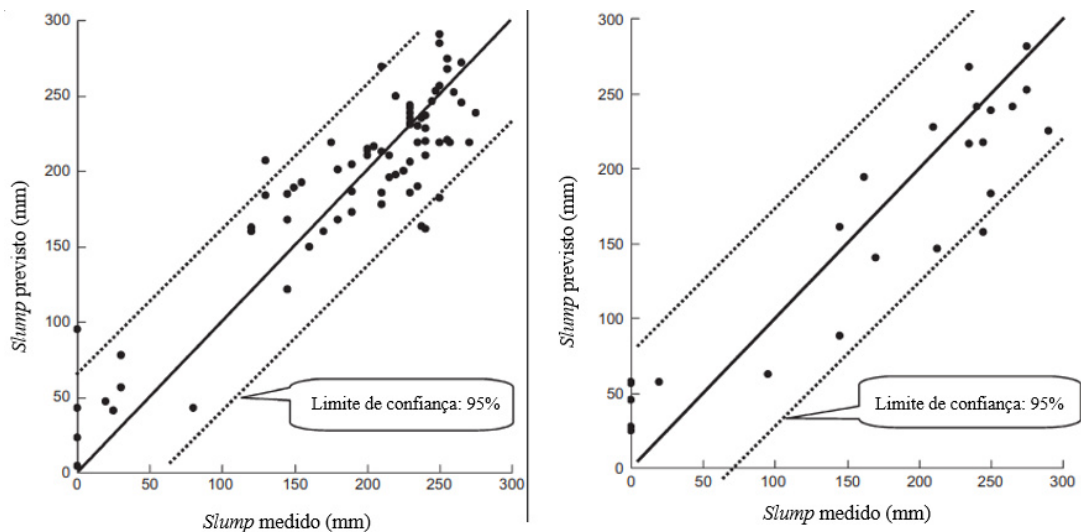 300
250
200
150
100
50
0
Slump previsto (mm)
Limite de confiança: 95%
0 50 100 150 200 250 300
Slump medido (mm)
300
250
200
150
100
50
0
Slump previsto (mm)
Limite de confiança: 95%
0 50 100 150 200 250 300
Slump medido (mm)